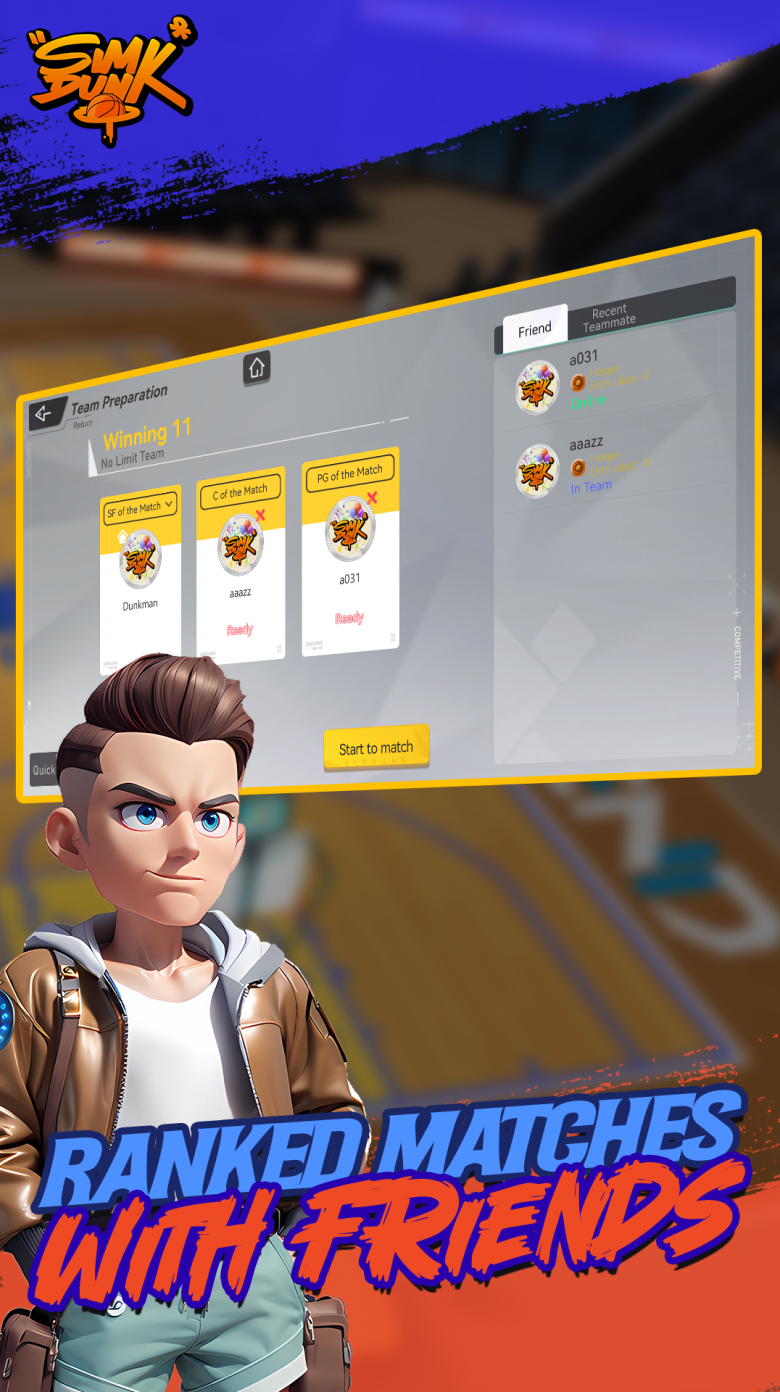 SLAM DUNK
Team Preparation
Return
Winning 11
No Limit Team
SF of the Match
Dunkman
C of the Match
aaazz
Ready
PG of the Match
a031
Ready
Start to match
Quick
Friend
Recent
Teammate
a031
Online
aaazz
In Team
COMPETITIVE
RANKED MATCHES
WITH FRIENDS